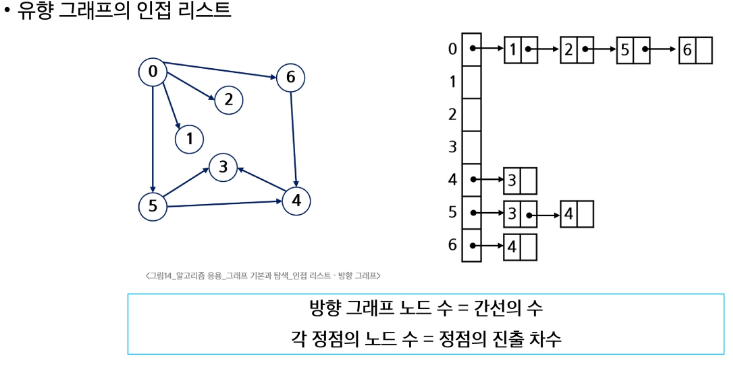 • 유향 그래프의 인접 리스트
0
6
2
1
3
5
4
0 1 2 5 6
1
2
3
4 3
5 3 4
6 4
<그림14_알고리즘 응용_그래프 기본과 탐색_인접 리스트 - 방향 그래프>
방향 그래프 노드 수 = 간선의 수
각 정점의 노드 수 = 정점의 진출 차수